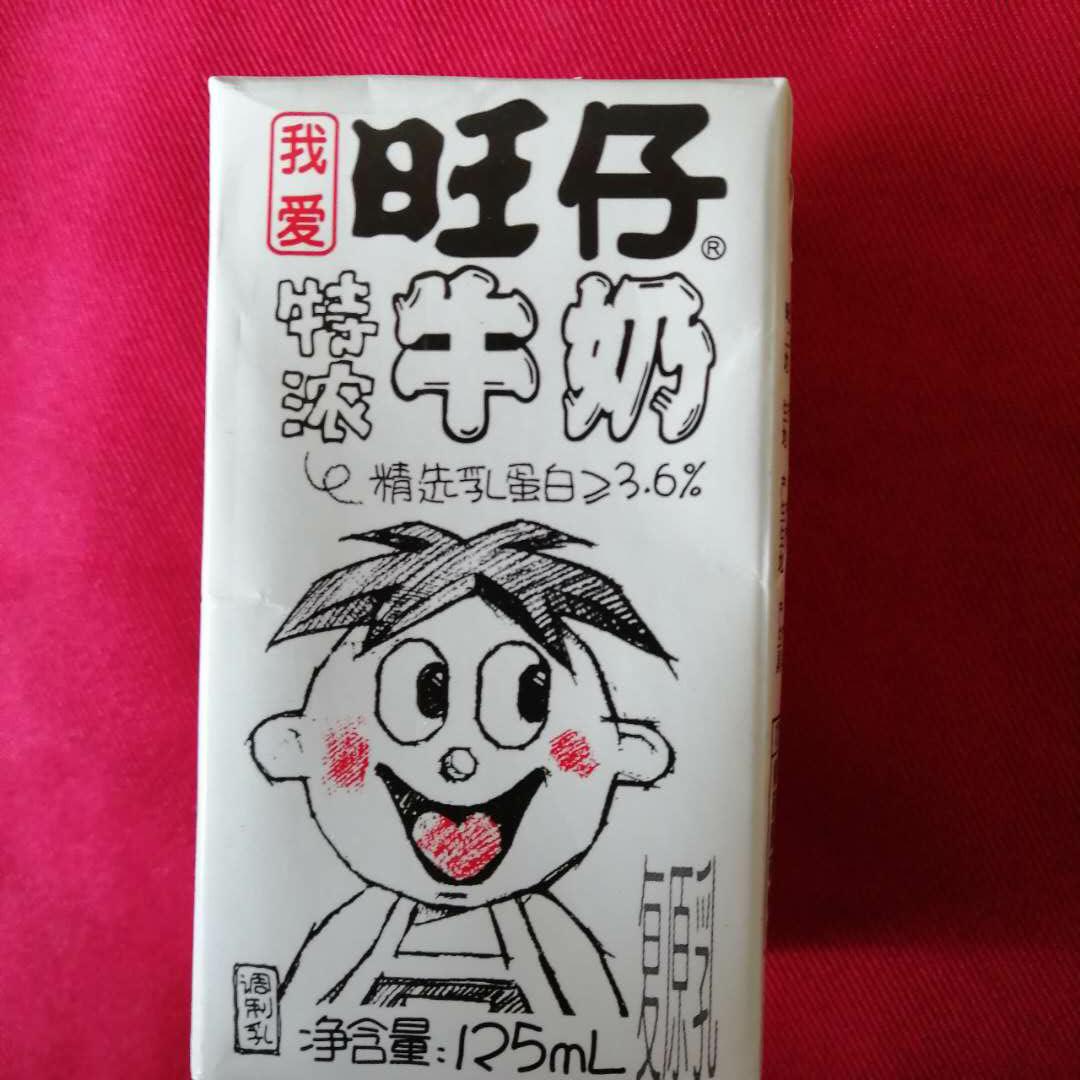 我爱
旺仔®
特浓
牛奶
精选乳蛋白≥3.6%
复原乳
调制乳
净含量:125mL